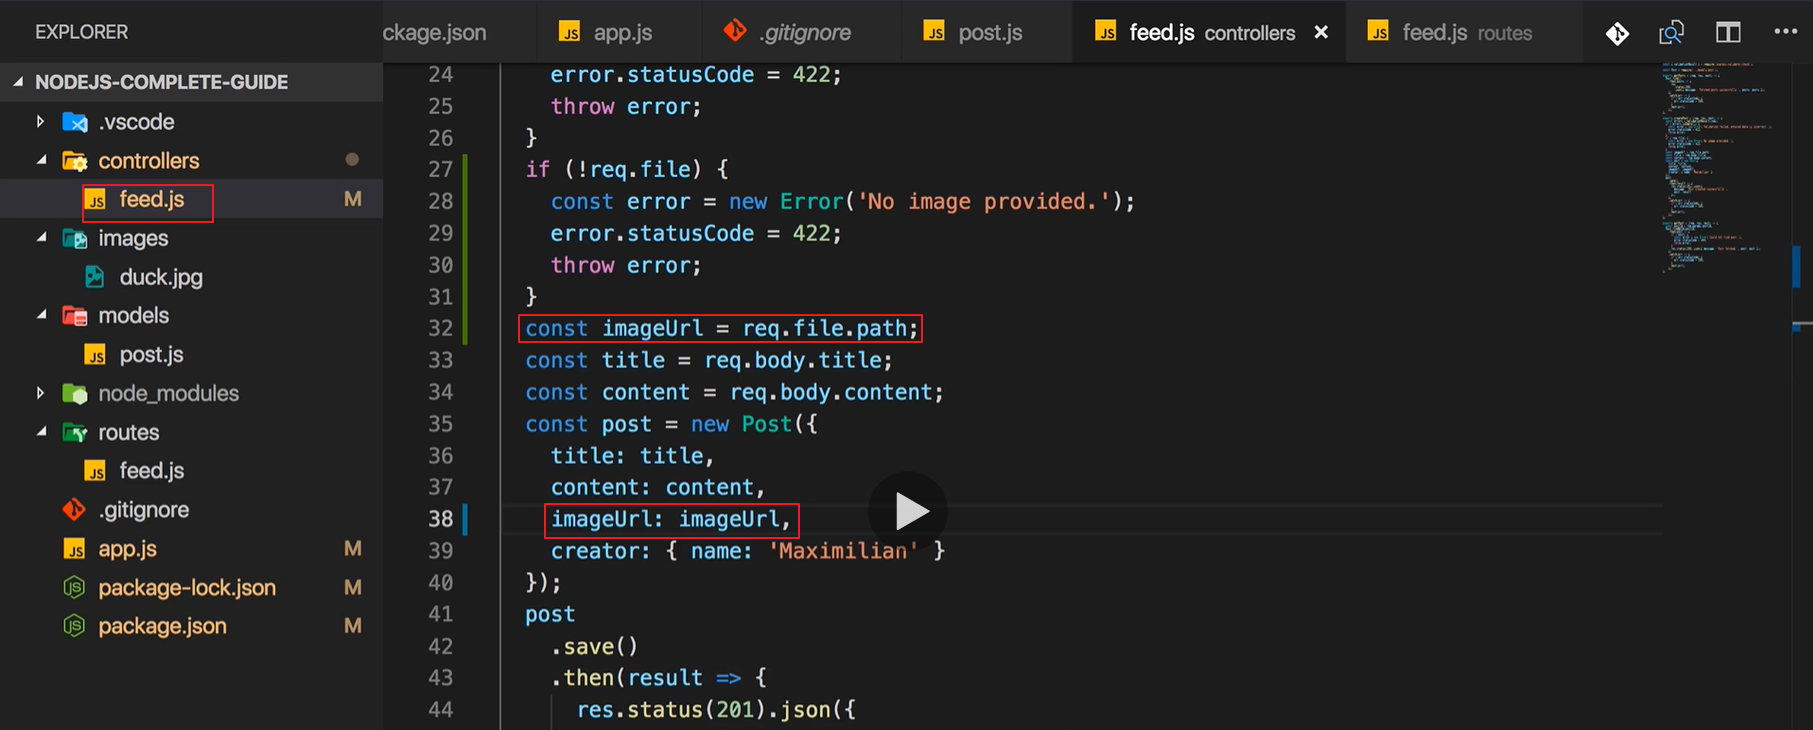 EXPLORER
NODEJS-COMPLETE-GUIDE
.vscode
controllers
feed.js M
images
duck.jpg
models
post.js
node_modules
routes
feed.js
.gitignore
app.js M
package-lock.json M
package.json M
ckage.json
JS app.js
.gitignore
JS post.js
JS feed.js controllers ×
JS feed.js routes
24 error.statusCode = 422;
25 throw error;
26 }
27 if (!req.file) {
28 const error = new Error('No image provided.');
29 error.statusCode = 422;
30 throw error;
31 }
32 const imageUrl = req.file.path;
33 const title = req.body.title;
34 const content = req.body.content;
35 const post = new Post({
36 title: title,
37 content: content,
38 imageUrl: imageUrl,
39 creator: { name: 'Maximilian' }
40 });
41 post
42 .save()
43 .then(result => {
44 res.status(201).json({